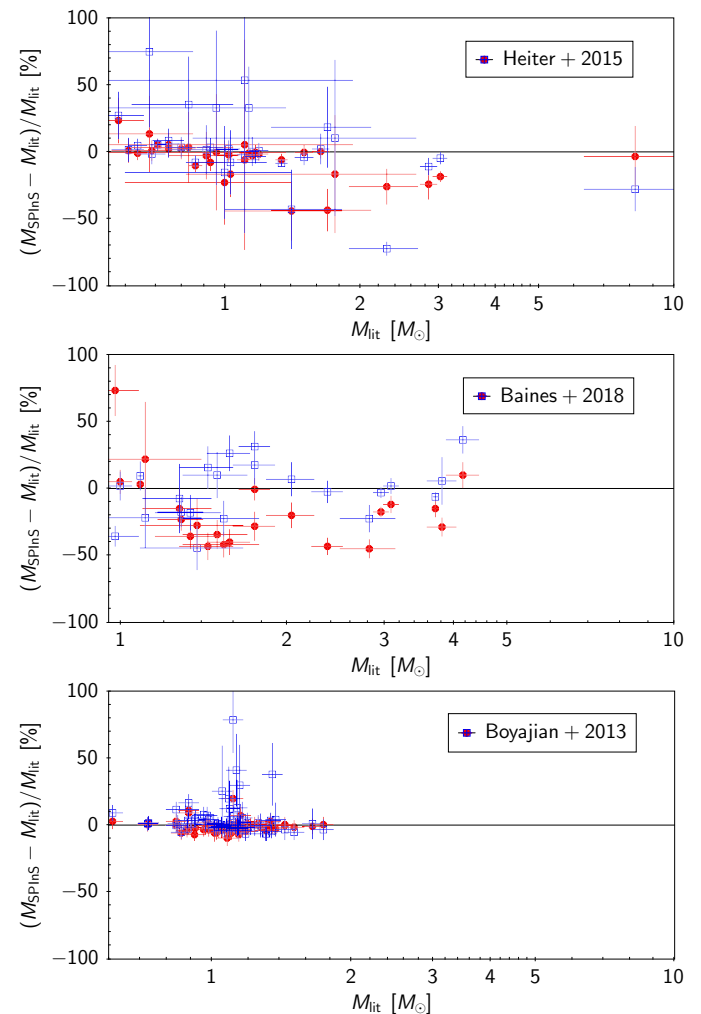 100
50
0
−50
−100
(M_SPInS − M_lit)/M_lit [%]
Heiter + 2015
1 2 3 4 5 10
M_lit [M_☉]
100
50
0
−50
−100
(M_SPInS − M_lit)/M_lit [%]
Baines + 2018
1 2 3 4 5 10
M_lit [M_☉]
100
50
0
−50
−100
(M_SPInS − M_lit)/M_lit [%]
Boyajian + 2013
1 2 3 4 5 10
M_lit [M_☉]